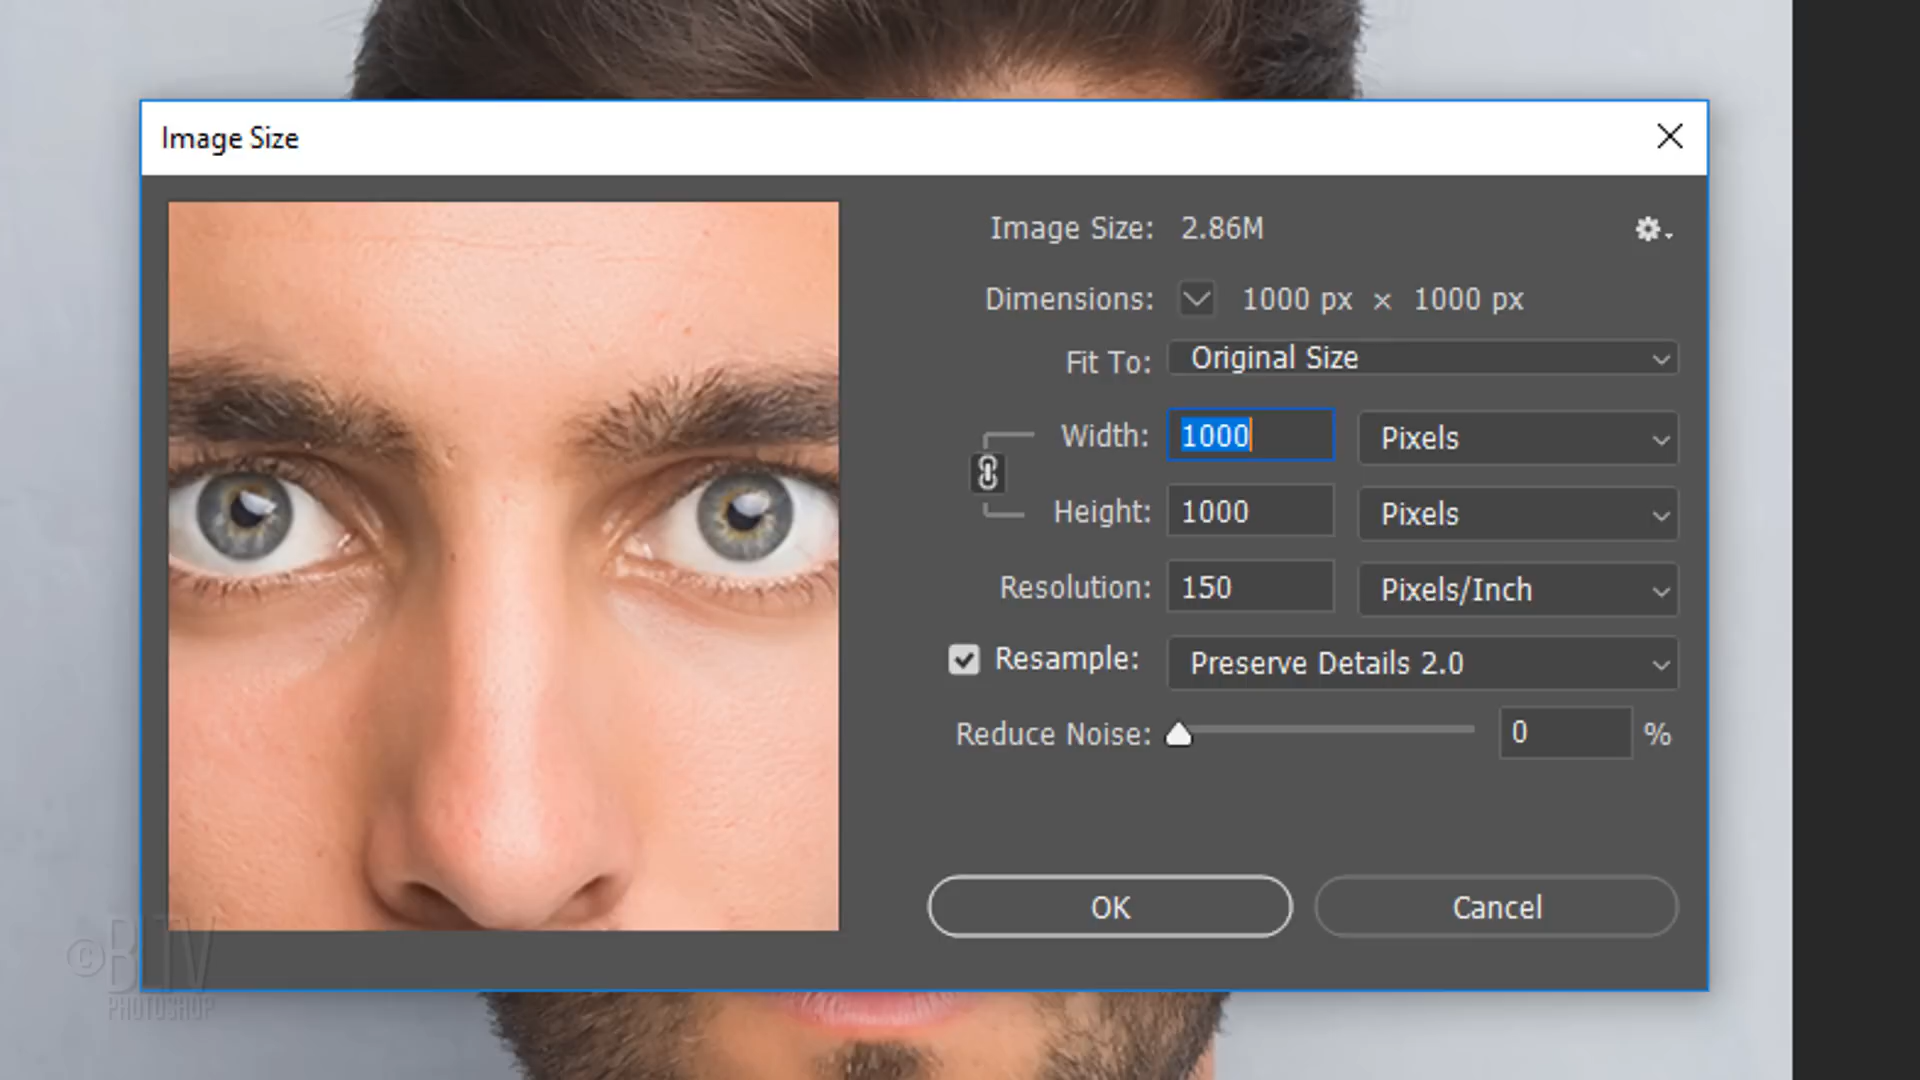 Image Size
Image Size: 2.86M
Dimensions: 1000 px × 1000 px
Fit To: Original Size
Width: 1000 Pixels
Height: 1000 Pixels
Resolution: 150 Pixels/Inch
Resample: Preserve Details 2.0
Reduce Noise: 0 %
OK Cancel
©BLTV
PHOTOSHOP